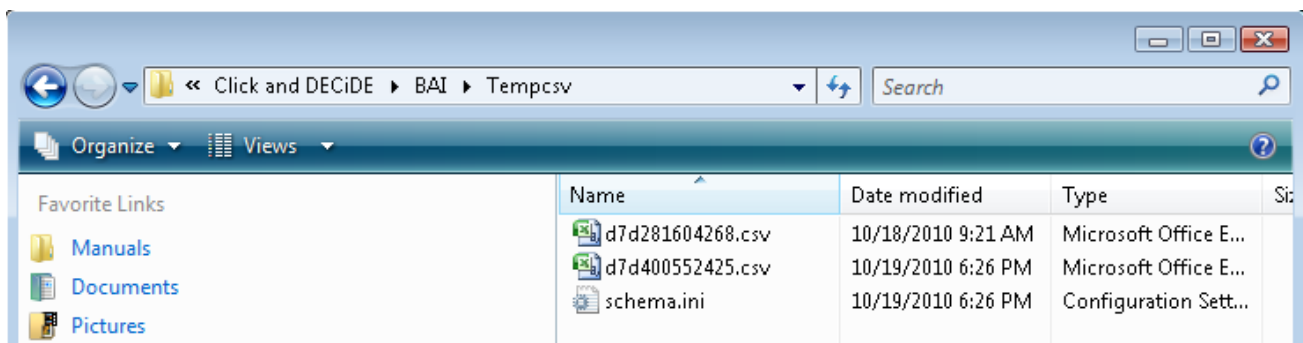 « Click and DECiDE ▸ BAI ▸ Tempcsv Search
Organize Views
Favorite Links
Manuals
Documents
Pictures
Name Date modified Type Si
d7d281604268.csv 10/18/2010 9:21 AM Microsoft Office E...
d7d400552425.csv 10/19/2010 6:26 PM Microsoft Office E...
schema.ini 10/19/2010 6:26 PM Configuration Sett...